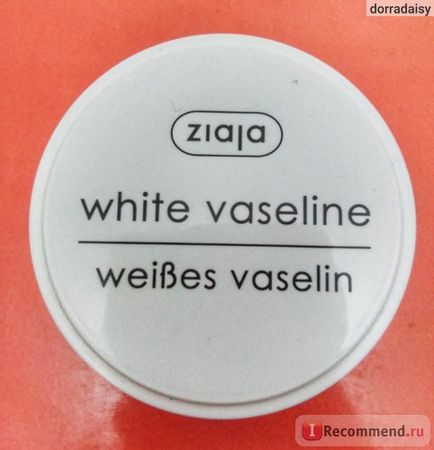 dorradaisy
ziaja
white vaseline
weißes vaselin
IRecommend.ru